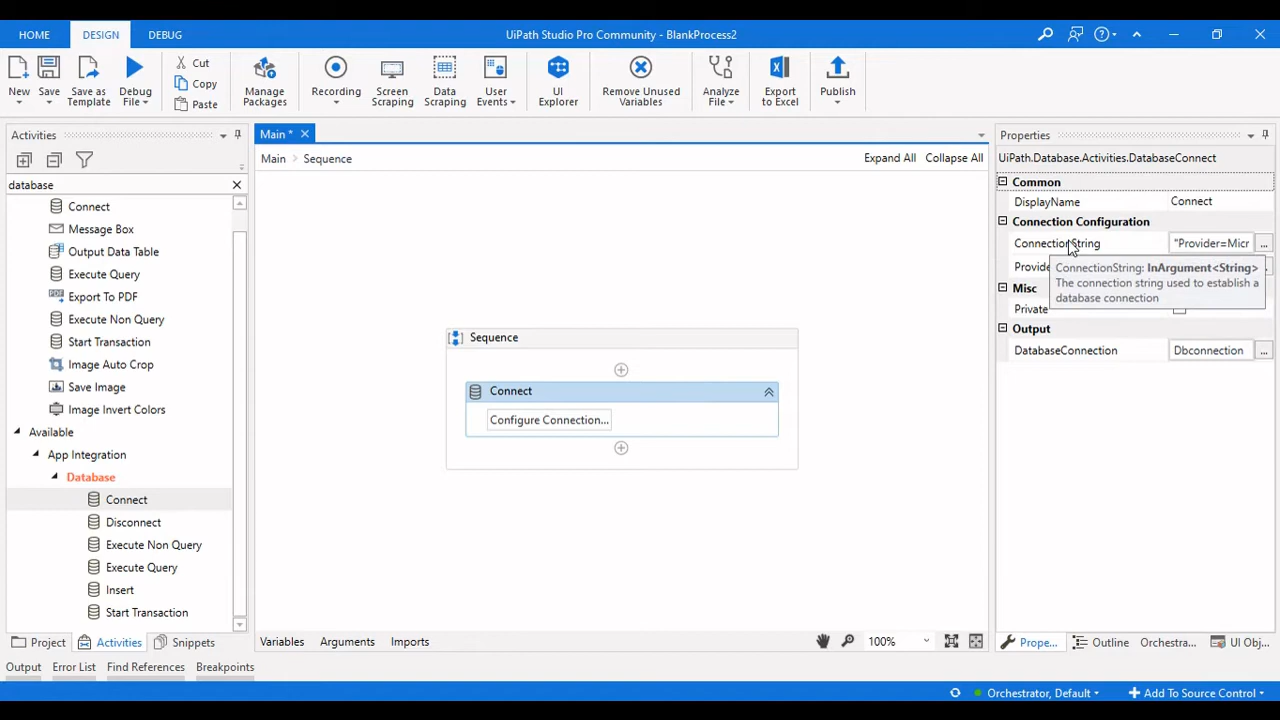 HOME DESIGN DEBUG UiPath Studio Pro Community - BlankProcess2
New Save Save as Template Debug File Cut Copy Paste Manage Packages Recording Screen Scraping Data Scraping User Events UI Explorer Remove Unused Variables Analyze File Export to Excel Publish
Activities
database
Connect
Message Box
Output Data Table
Execute Query
Export To PDF
Execute Non Query
Start Transaction
Image Auto Crop
Save Image
Image Invert Colors
Available
App Integration
Database
Connect
Disconnect
Execute Non Query
Execute Query
Insert
Start Transaction
Project Activities Snippets
Main *
Main > Sequence Expand All Collapse All
Sequence
Connect
Configure Connection...
Variables Arguments Imports 100%
Properties
UiPath.Database.Activities.DatabaseConnect
Common
DisplayName Connect
Connection Configuration
ConnectionString "Provider=Micr ...
Provide
ConnectionString: InArgument<String>
The connection string used to establish a
database connection
Misc
Private
Output
DatabaseConnection Dbconnection ...
Prope... Outline Orchestra... UI Obj...
Output Error List Find References Breakpoints
Orchestrator, Default Add To Source Control